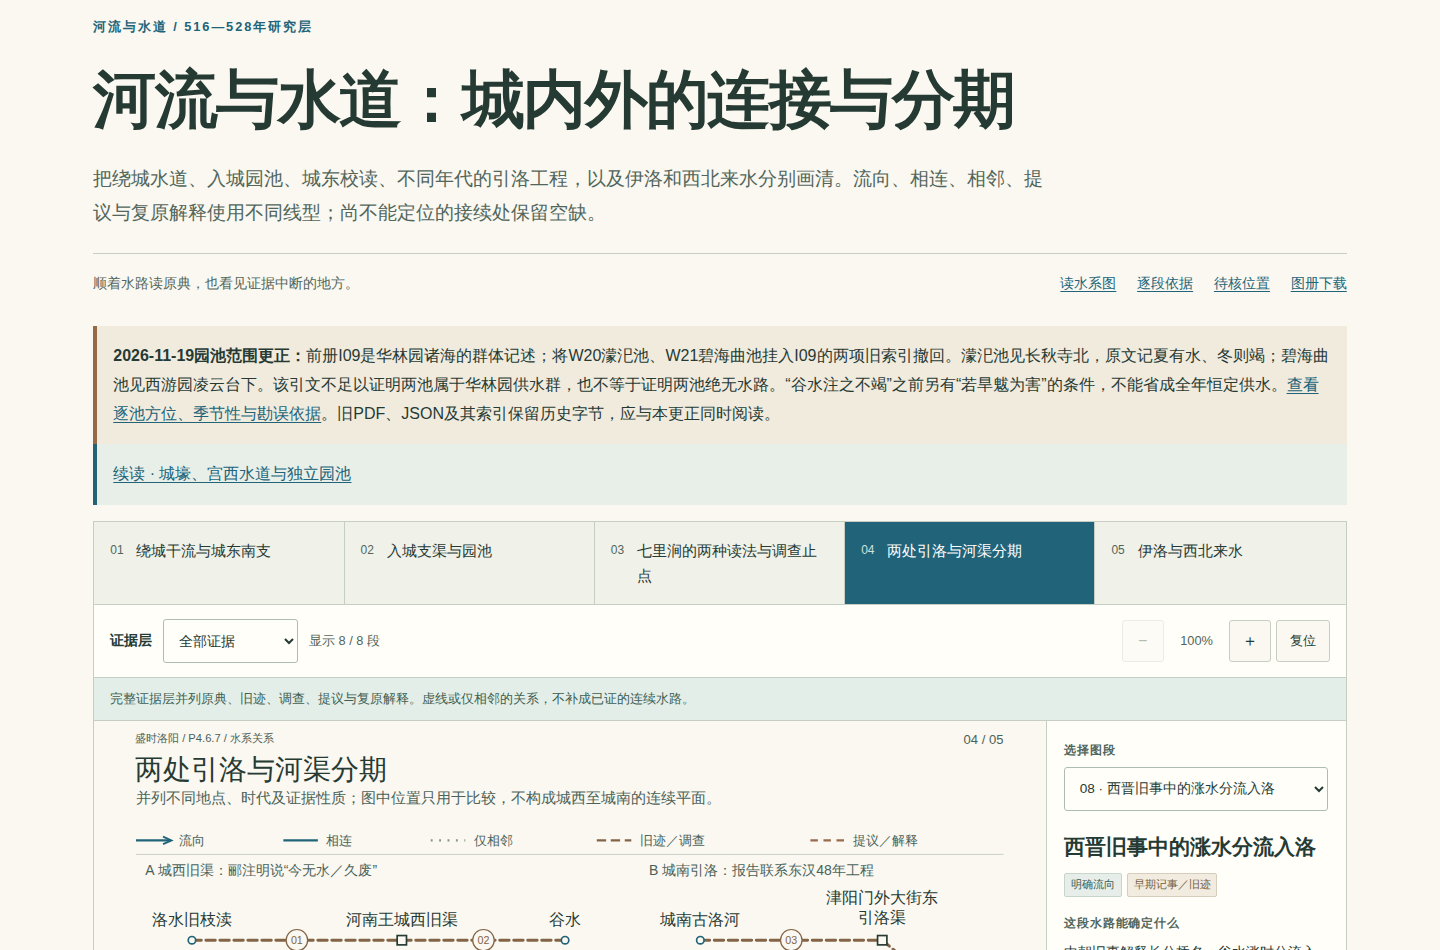 河流与水道 / 516—528年研究层
河流与水道：城内外的连接与分期
把绕城水道、入城园池、城东校读、不同年代的引洛工程，以及伊洛和西北来水分别画清。流向、相连、相邻、提
议与复原解释使用不同线型；尚不能定位的接续处保留空缺。
顺着水路读原典，也看见证据中断的地方。
读水系图 逐段依据 待核位置 图册下载
2026-11-19园池范围更正：前册I09是华林园诸海的群体记述；将W20濛汜池、W21碧海曲池挂入I09的两项旧索引撤回。濛汜池见长秋寺北，原文记夏有水、冬则竭；碧海曲
池见西游园凌云台下。该引文不足以证明两池属于华林园供水群，也不等于证明两池绝无水路。“谷水注之不竭”之前另有“若旱魃为害”的条件，不能省成全年恒定供水。查看
逐池方位、季节性与勘误依据。旧PDF、JSON及其索引保留历史字节，应与本更正同时阅读。
续读 · 城壕、宫西水道与独立园池
01 绕城干流与城东南支
02 入城支渠与园池
03 七里涧的两种读法与调查止
点
04 两处引洛与河渠分期
05 伊洛与西北来水
证据层 全部证据 显示 8 / 8 段
− 100% + 复位
完整证据层并列原典、旧迹、调查、提议与复原解释。虚线或仅相邻的关系，不补成已证的连续水路。
盛时洛阳 / P4.6.7 / 水系关系
04 / 05
两处引洛与河渠分期
并列不同地点、时代及证据性质；图中位置只用于比较，不构成城西至城南的连续平面。
流向 相连 仅相邻 旧迹／调查 提议／解释
A 城西旧渠：郦注明说“今无水／久废”
B 城南引洛：报告联系东汉48年工程
洛水旧枝渎
河南王城西旧渠
谷水
城南古洛河
津阳门外大街东
引洛渠
01
02
03
选择图段
08 · 西晋旧事中的涨水分流入洛
西晋旧事中的涨水分流入洛
明确流向 早期记事／旧迹
这段水路能确定什么